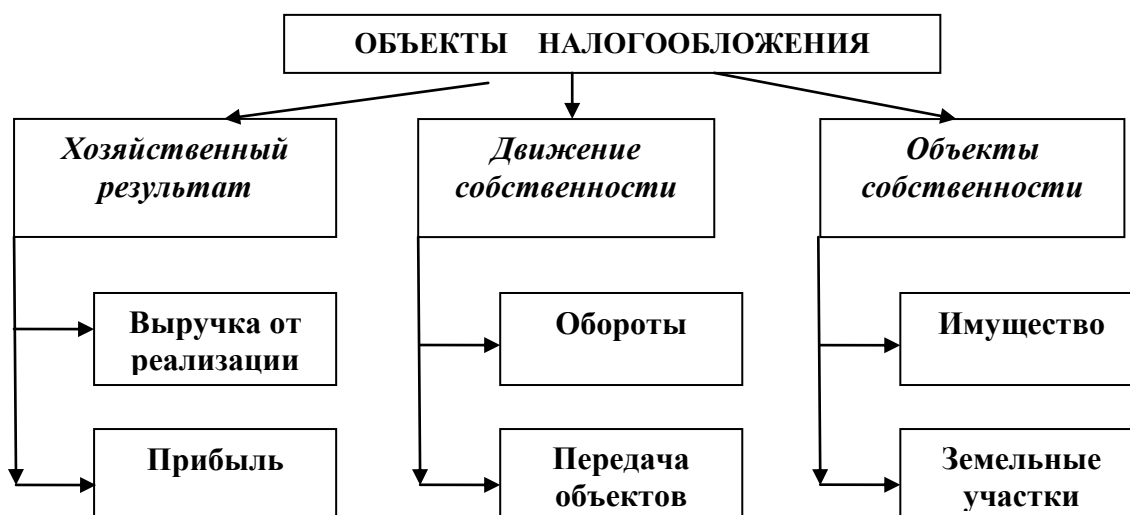 ОБЪЕКТЫ НАЛОГООБЛОЖЕНИЯ
Хозяйственный
результат
Движение
собственности
Объекты
собственности
Выручка от
реализации
Обороты
Имущество
Прибыль
Передача
объектов
Земельные
участки